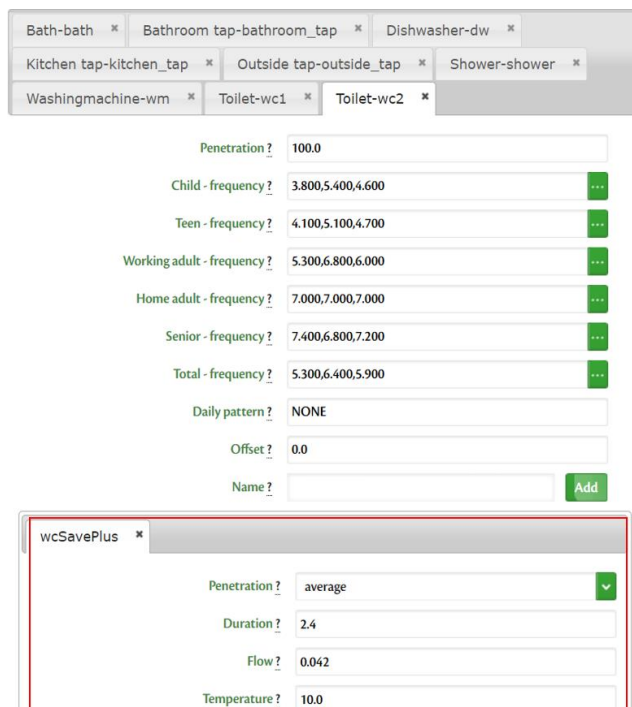 Bath-bath × Bathroom tap-bathroom_tap × Dishwasher-dw ×
Kitchen tap-kitchen_tap × Outside tap-outside_tap × Shower-shower ×
Washingmachine-wm × Toilet-wc1 × Toilet-wc2 ×
Penetration ? 100.0
Child - frequency ? 3.800,5.400,4.600 ...
Teen - frequency ? 4.100,5.100,4.700 ...
Working adult - frequency ? 5.300,6.800,6.000 ...
Home adult - frequency ? 7.000,7.000,7.000 ...
Senior - frequency ? 7.400,6.800,7.200 ...
Total - frequency ? 5.300,6.400,5.900 ...
Daily pattern ? NONE
Offset ? 0.0
Name ? Add
wcSavePlus ×
Penetration ? average
Duration ? 2.4
Flow ? 0.042
Temperature ? 10.0